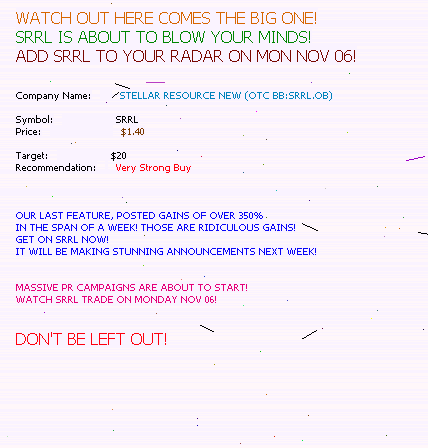 WATCH OUT HERE COMES THE BIG ONE!
SRRL IS ABOUT TO BLOW YOUR MINDS!
ADD SRRL TO YOUR RADAR ON MON NOV 06!
Company Name: STELLAR RESOURCE NEW (OTC BB:SRRL.OB)
Symbol: SRRL
Price: $1.40
Target: $20
Recommendation: Very Strong Buy
OUR LAST FEATURE, POSTED GAINS OF OVER 350%
IN THE SPAN OF A WEEK! THOSE ARE RIDICULOUS GAINS!
GET ON SRRL NOW!
IT WILL BE MAKING STUNNING ANNOUNCEMENTS NEXT WEEK!
MASSIVE PR CAMPAIGNS ARE ABOUT TO START!
WATCH SRRL TRADE ON MONDAY NOV 06!
DON'T BE LEFT OUT!